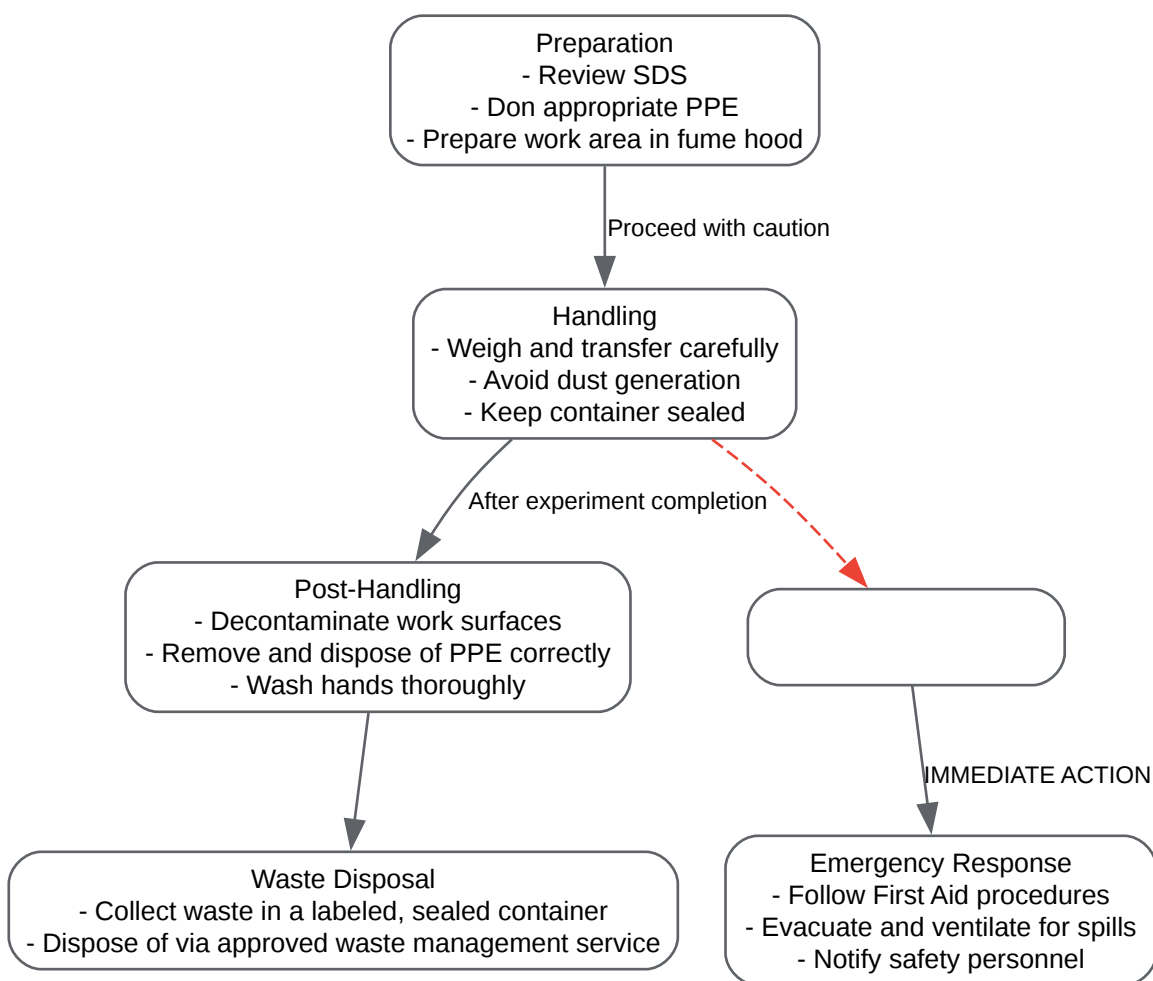 Preparation
- Review SDS
- Don appropriate PPE
- Prepare work area in fume hood
Proceed with caution
Handling
- Weigh and transfer carefully
- Avoid dust generation
- Keep container sealed
After experiment completion
Post-Handling
- Decontaminate work surfaces
- Remove and dispose of PPE correctly
- Wash hands thoroughly
IMMEDIATE ACTION
Waste Disposal
- Collect waste in a labeled, sealed container
- Dispose of via approved waste management service
Emergency Response
- Follow First Aid procedures
- Evacuate and ventilate for spills
- Notify safety personnel